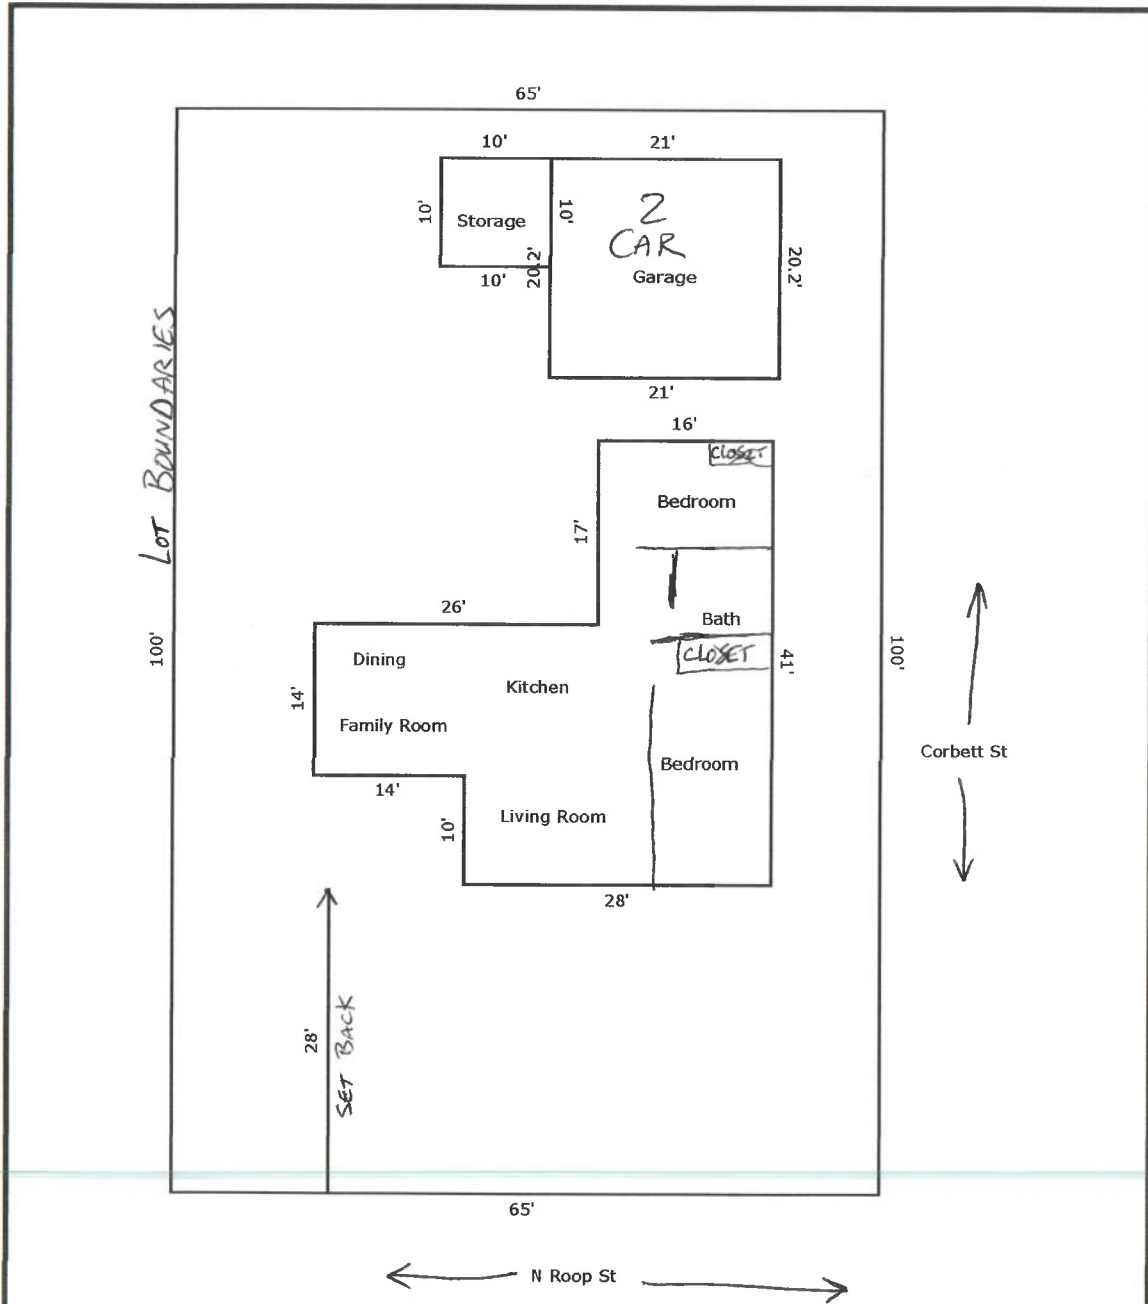 65'
10'
21'
10'
Storage
10'
2
CAR
Garage
20.2'
20.2'
10'
21'
LOT BOUNDARIES
16'
CLOSET
Bedroom
17'
26'
Bath
CLOSET
Dining
Kitchen
100'
14'
41'
100'
Family Room
Bedroom
Corbett St
14'
10'
Living Room
28'
28'
SET BACK
65'
N Roop St